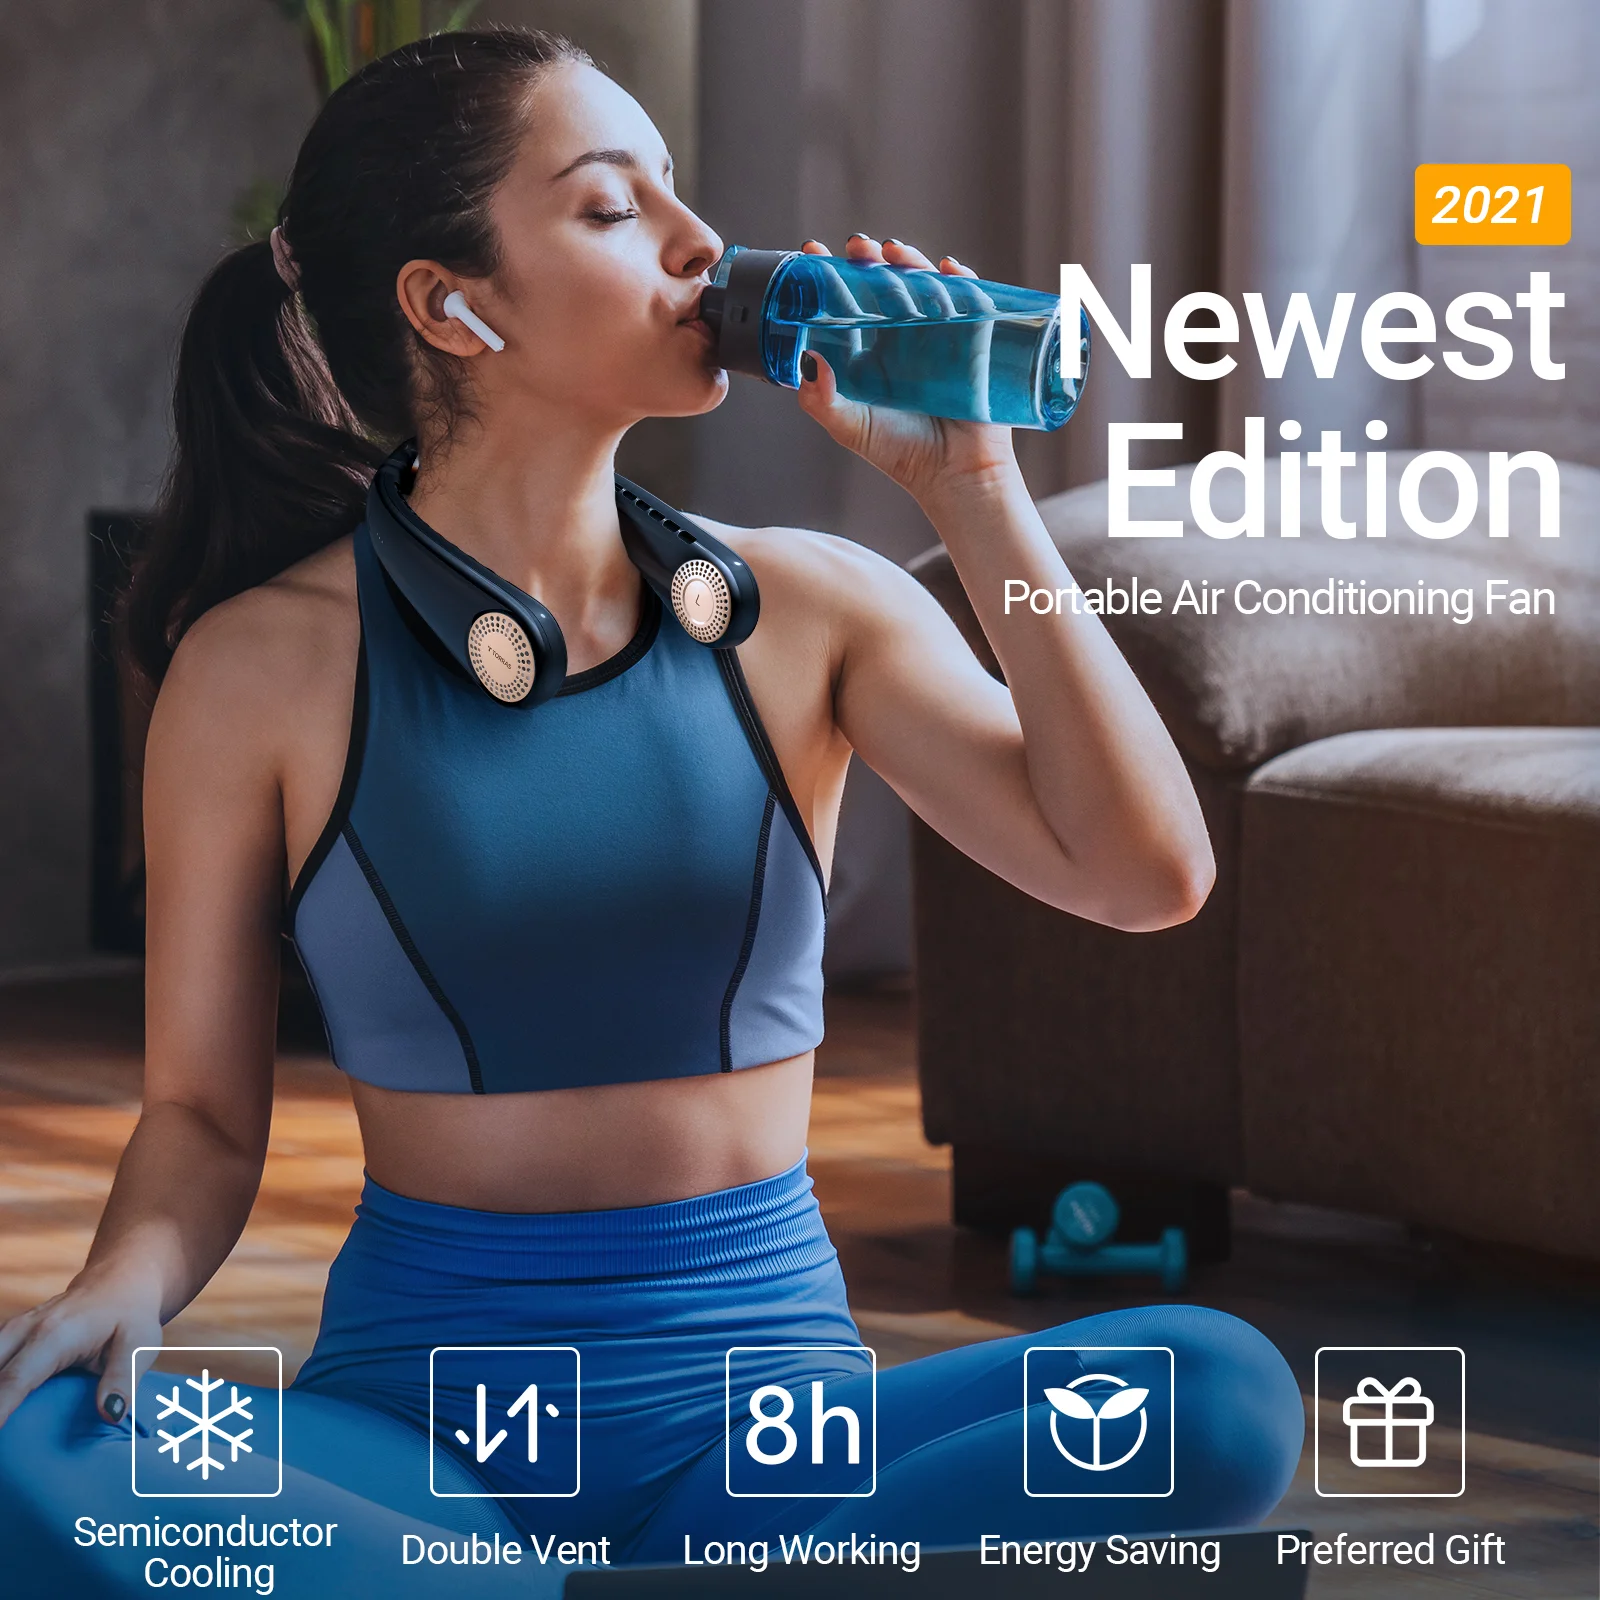 2021
Newest
Edition
Portable Air Conditioning Fan
TORRAS
8h
Semiconductor
Cooling
Double Vent
Long Working
Energy Saving
Preferred Gift